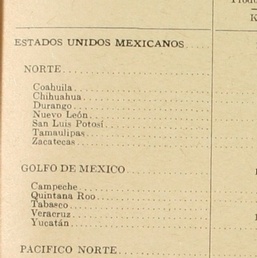 ESTADOS UNIDOS MEXICANOS
NORTE
Coahuila
Chihuahua
Durango
Nuevo León
San Luis Potosí
Tamaulipas
Zacatecas
GOLFO DE MEXICO
Campeche
Quintana Roo
Tabasco
Veracruz
Yucatán
PACIFICO NORTE